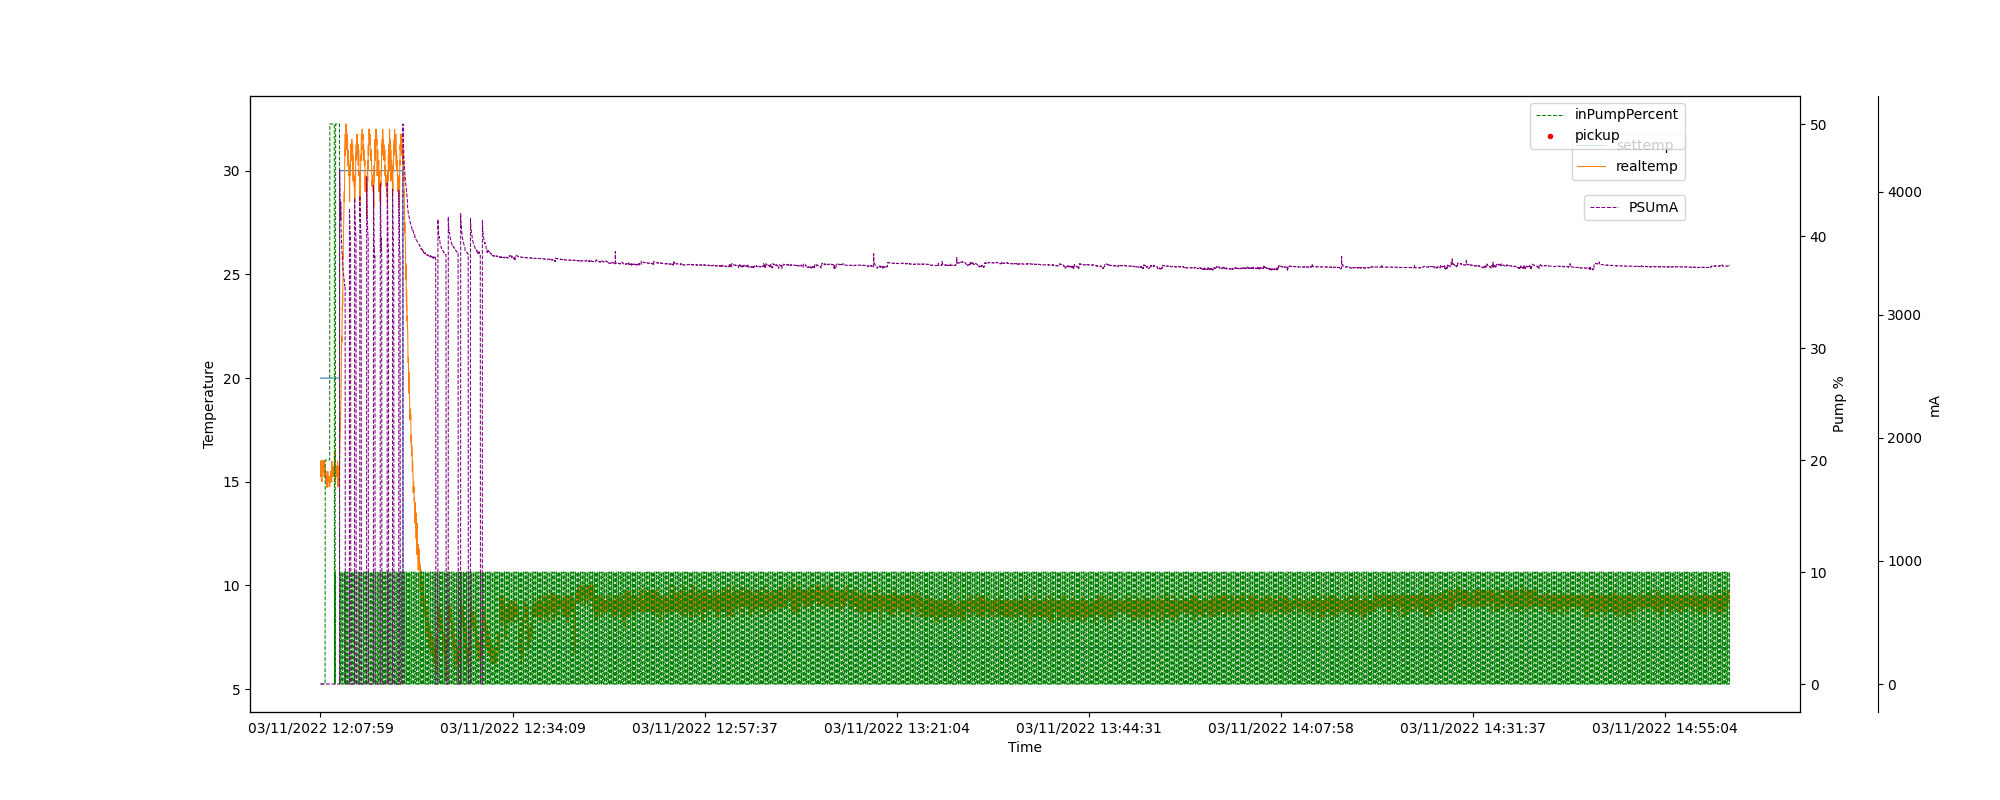 inPumpPercent
pickup
settemp
realtemp
PSUmA
30
25
20
15
10
5
Temperature
50
40
30
20
10
0
Pump %
4000
3000
2000
1000
0
mA
03/11/2022 12:07:59
03/11/2022 12:34:09
03/11/2022 12:57:37
03/11/2022 13:21:04
03/11/2022 13:44:31
03/11/2022 14:07:58
03/11/2022 14:31:37
03/11/2022 14:55:04
Time